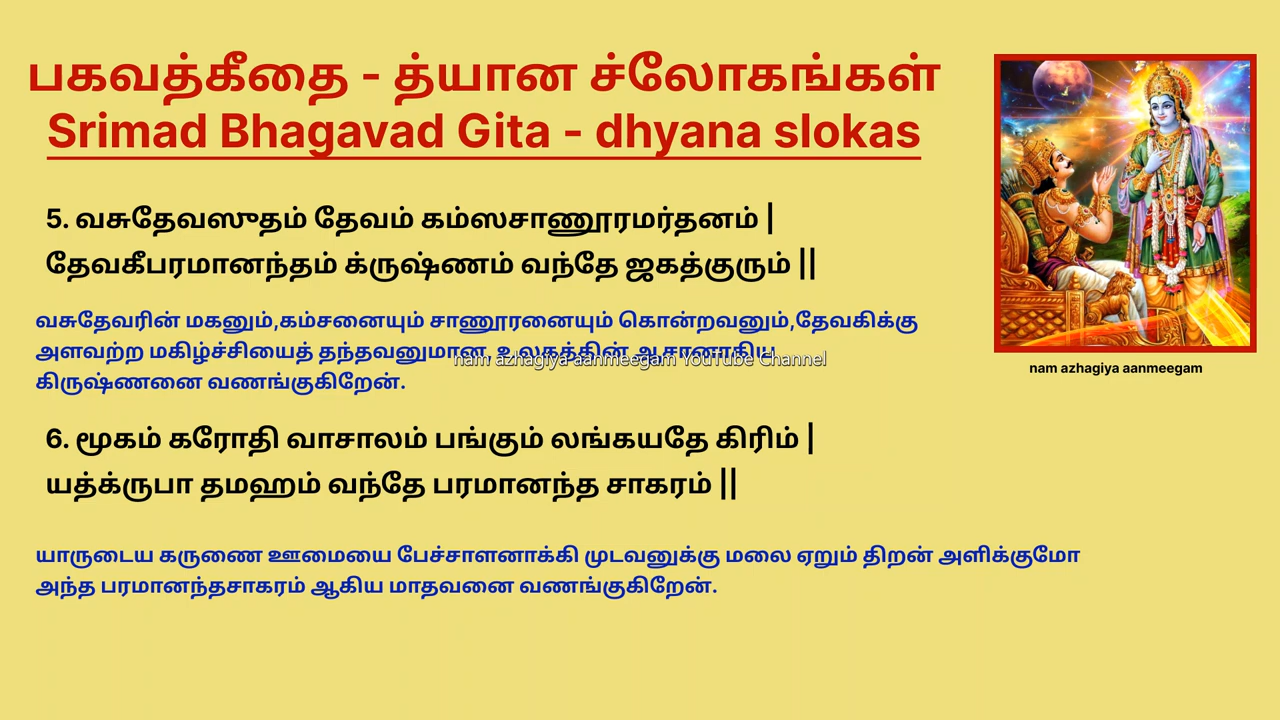 பகவத்கீதை - த்யான ச்லோகங்கள்
Srimad Bhagavad Gita - dhyana slokas
5. வசுதேவஸுதம் தேவம் கம்ஸசாணூரமர்தனம் |
தேவகீபரமானந்தம் க்ருஷ்ணம் வந்தே ஜகத்குரும் ||
வசுதேவரின் மகனும்,கம்சனையும் சாணூரனையும் கொன்றவனும்,தேவகிக்கு
அளவற்ற மகிழ்ச்சியைத் தந்தவனுமான, உலகத்தின் ஆசானாகிய
nam azhagiya aanmeegam YouTube Channel
கிருஷ்ணனை வணங்குகிறேன்.
nam azhagiya aanmeegam
6. மூகம் கரோதி வாசாலம் பங்கும் லங்கயதே கிரிம் |
யத்க்ருபா தமஹம் வந்தே பரமானந்த சாகரம் ||
யாருடைய கருணை ஊமையை பேச்சாளனாக்கி முடவனுக்கு மலை ஏறும் திறன் அளிக்குமோ
அந்த பரமானந்தசாகரம் ஆகிய மாதவனை வணங்குகிறேன்.